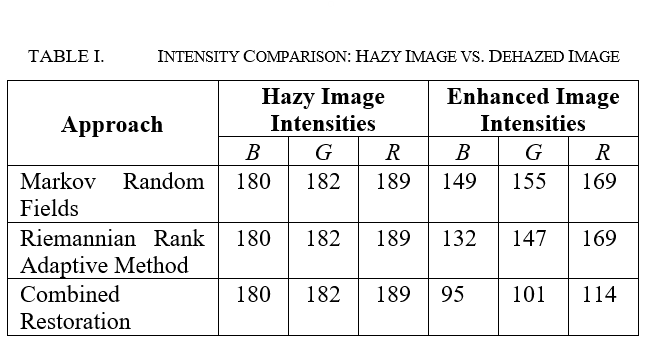 TABLE I. INTENSITY COMPARISON: HAZY IMAGE VS. DEHAZED IMAGE
Approach Hazy Image Intensities Enhanced Image Intensities
B G R B G R
Markov Random Fields 180 182 189 149 155 169
Riemannian Rank Adaptive Method 180 182 189 132 147 169
Combined Restoration 180 182 189 95 101 114